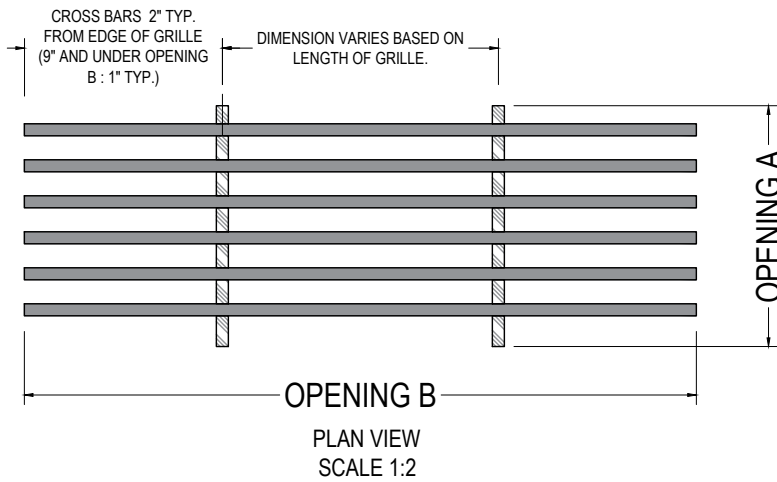 CROSS BARS 2" TYP.
FROM EDGE OF GRILLE
(9" AND UNDER OPENING
B : 1" TYP.)
DIMENSION VARIES BASED ON
LENGTH OF GRILLE.
OPENING A
OPENING B
PLAN VIEW
SCALE 1:2